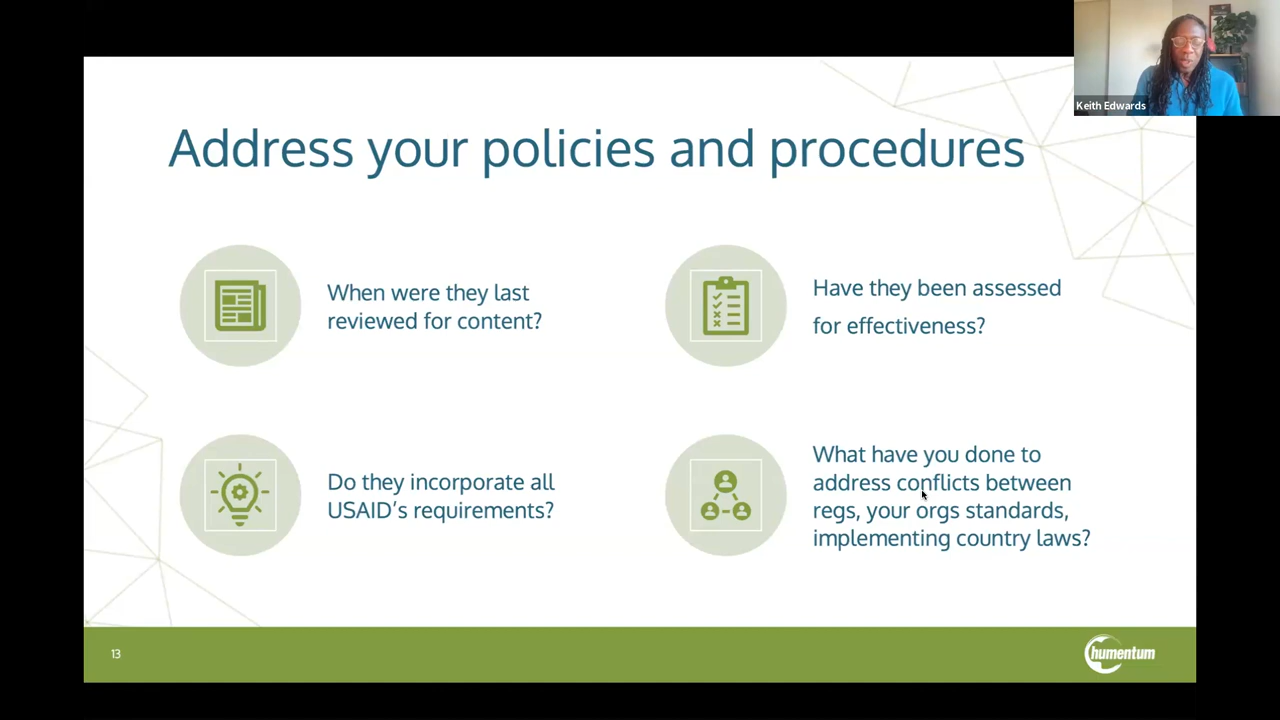 Keith Edwards
Address your policies and procedures
When were they last
reviewed for content?
Have they been assessed
for effectiveness?
Do they incorporate all
USAID’s requirements?
What have you done to
address conflicts between
regs, your orgs standards,
implementing country laws?
13
humentum